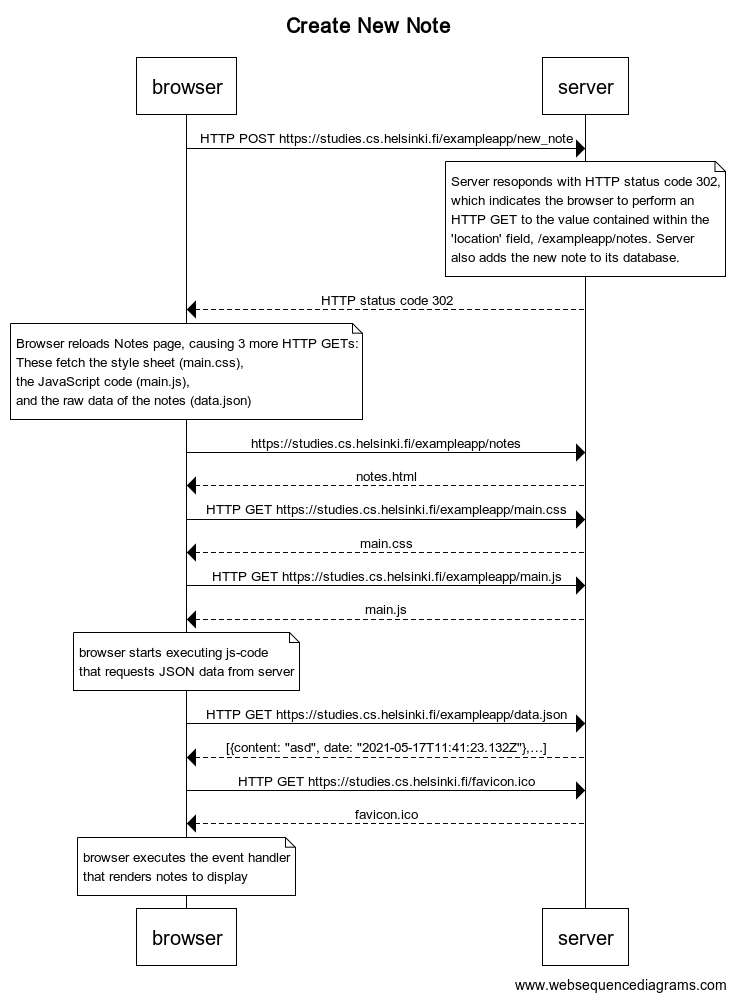 Create New Note
browser
server
HTTP POST https://studies.cs.helsinki.fi/exampleapp/new_note
Server resoponds with HTTP status code 302,
which indicates the browser to perform an
HTTP GET to the value contained within the
'location' field, /exampleapp/notes. Server
also adds the new note to its database.
HTTP status code 302
Browser reloads Notes page, causing 3 more HTTP GETs:
These fetch the style sheet (main.css),
the JavaScript code (main.js),
and the raw data of the notes (data.json)
https://studies.cs.helsinki.fi/exampleapp/notes
notes.html
HTTP GET https://studies.cs.helsinki.fi/exampleapp/main.css
main.css
HTTP GET https://studies.cs.helsinki.fi/exampleapp/main.js
main.js
browser starts executing js-code
that requests JSON data from server
HTTP GET https://studies.cs.helsinki.fi/exampleapp/data.json
[{content: "asd", date: "2021-05-17T11:41:23.132Z"},...]
HTTP GET https://studies.cs.helsinki.fi/favicon.ico
favicon.ico
browser executes the event handler
that renders notes to display
browser
server
www.websequencediagrams.com